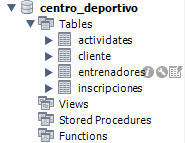 centro_deportivo
Tables
actividates
cliente
entrenadores
inscripciones
Views
Stored Procedures
Functions